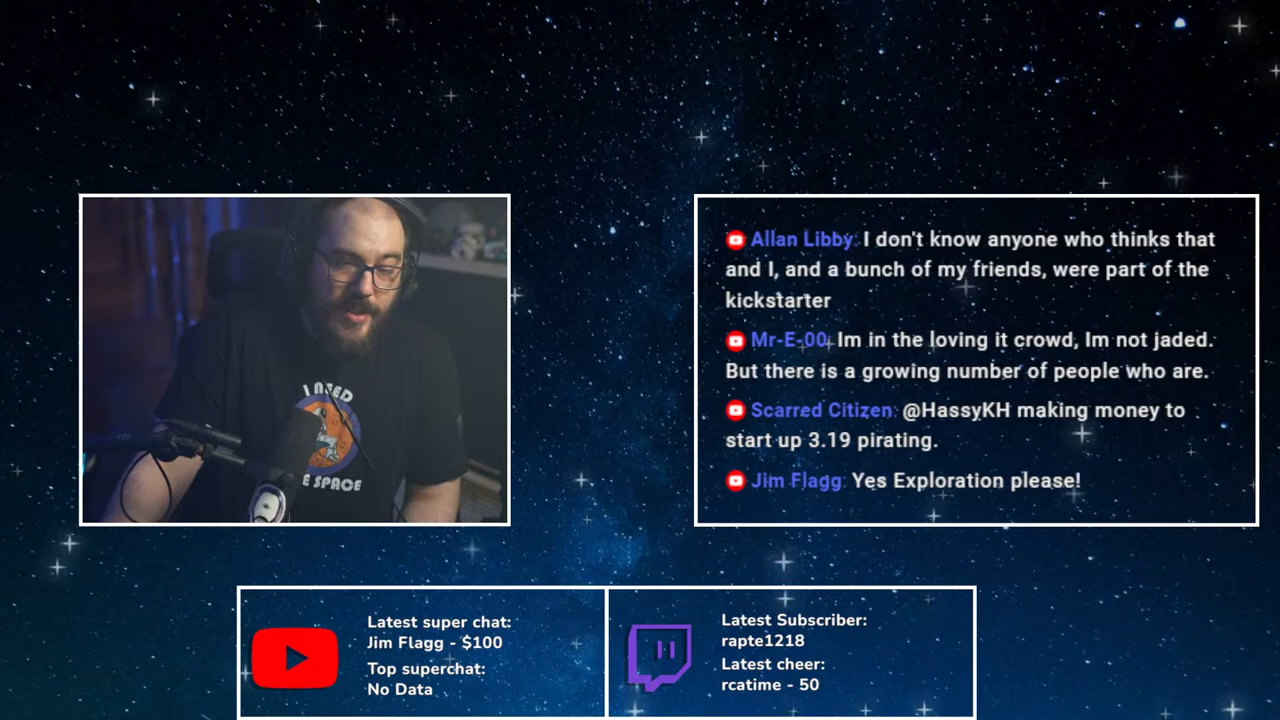 I NEED
E SPACE
Allan Libby: I don't know anyone who thinks that
and I, and a bunch of my friends, were part of the
kickstarter
Mr-E-00: Im in the loving it crowd, Im not jaded.
But there is a growing number of people who are.
Scarred Citizen: @HassyKH making money to
start up 3.19 pirating.
Jim Flagg: Yes Exploration please!
Latest super chat:
Jim Flagg - $100
Top superchat:
No Data
Latest Subscriber:
rapte1218
Latest cheer:
rcatime - 50